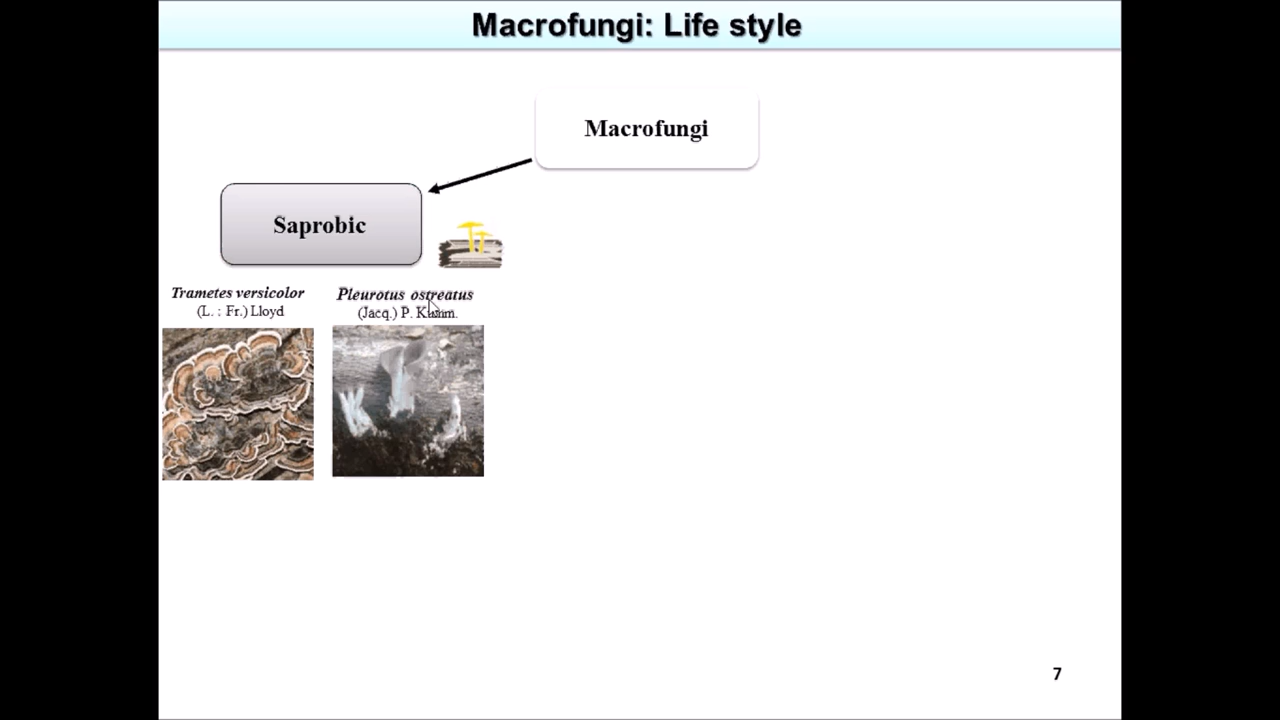 Macrofungi: Life style
Macrofungi
Saprobic
Trametes versicolor
(L. : Fr.) Lloyd
Pleurotus ostreatus
(Jacq.) P. Kumm.
7